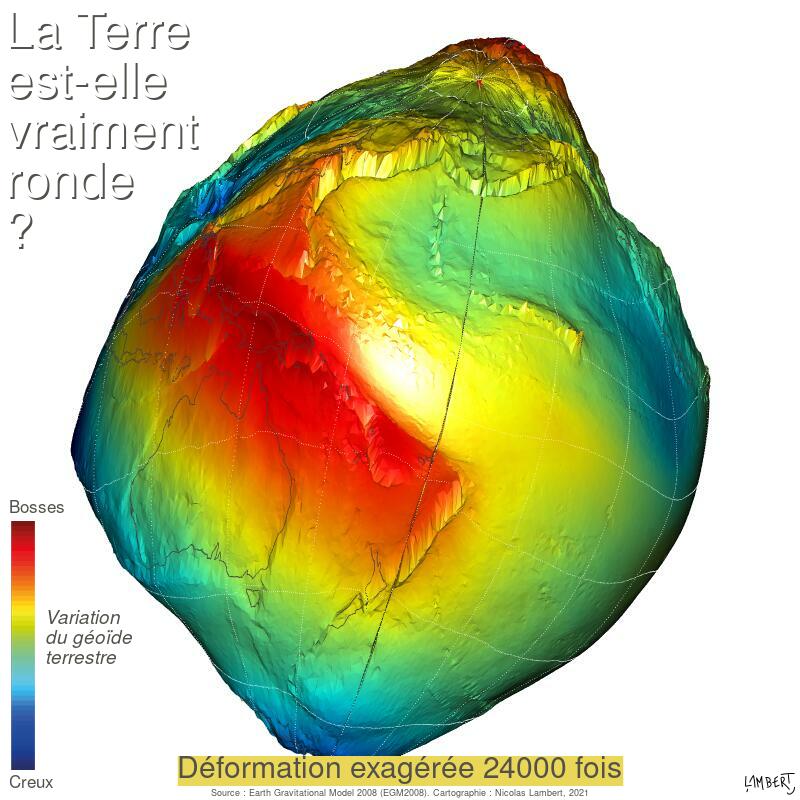 La Terre
est-elle
vraiment
ronde
?
Bosses
Variation
du géoïde
terrestre
Creux
Déformation exagérée 24000 fois
Source : Earth Gravitational Model 2008 (EGM2008). Cartographie : Nicolas Lambert, 2021
LAMBERT